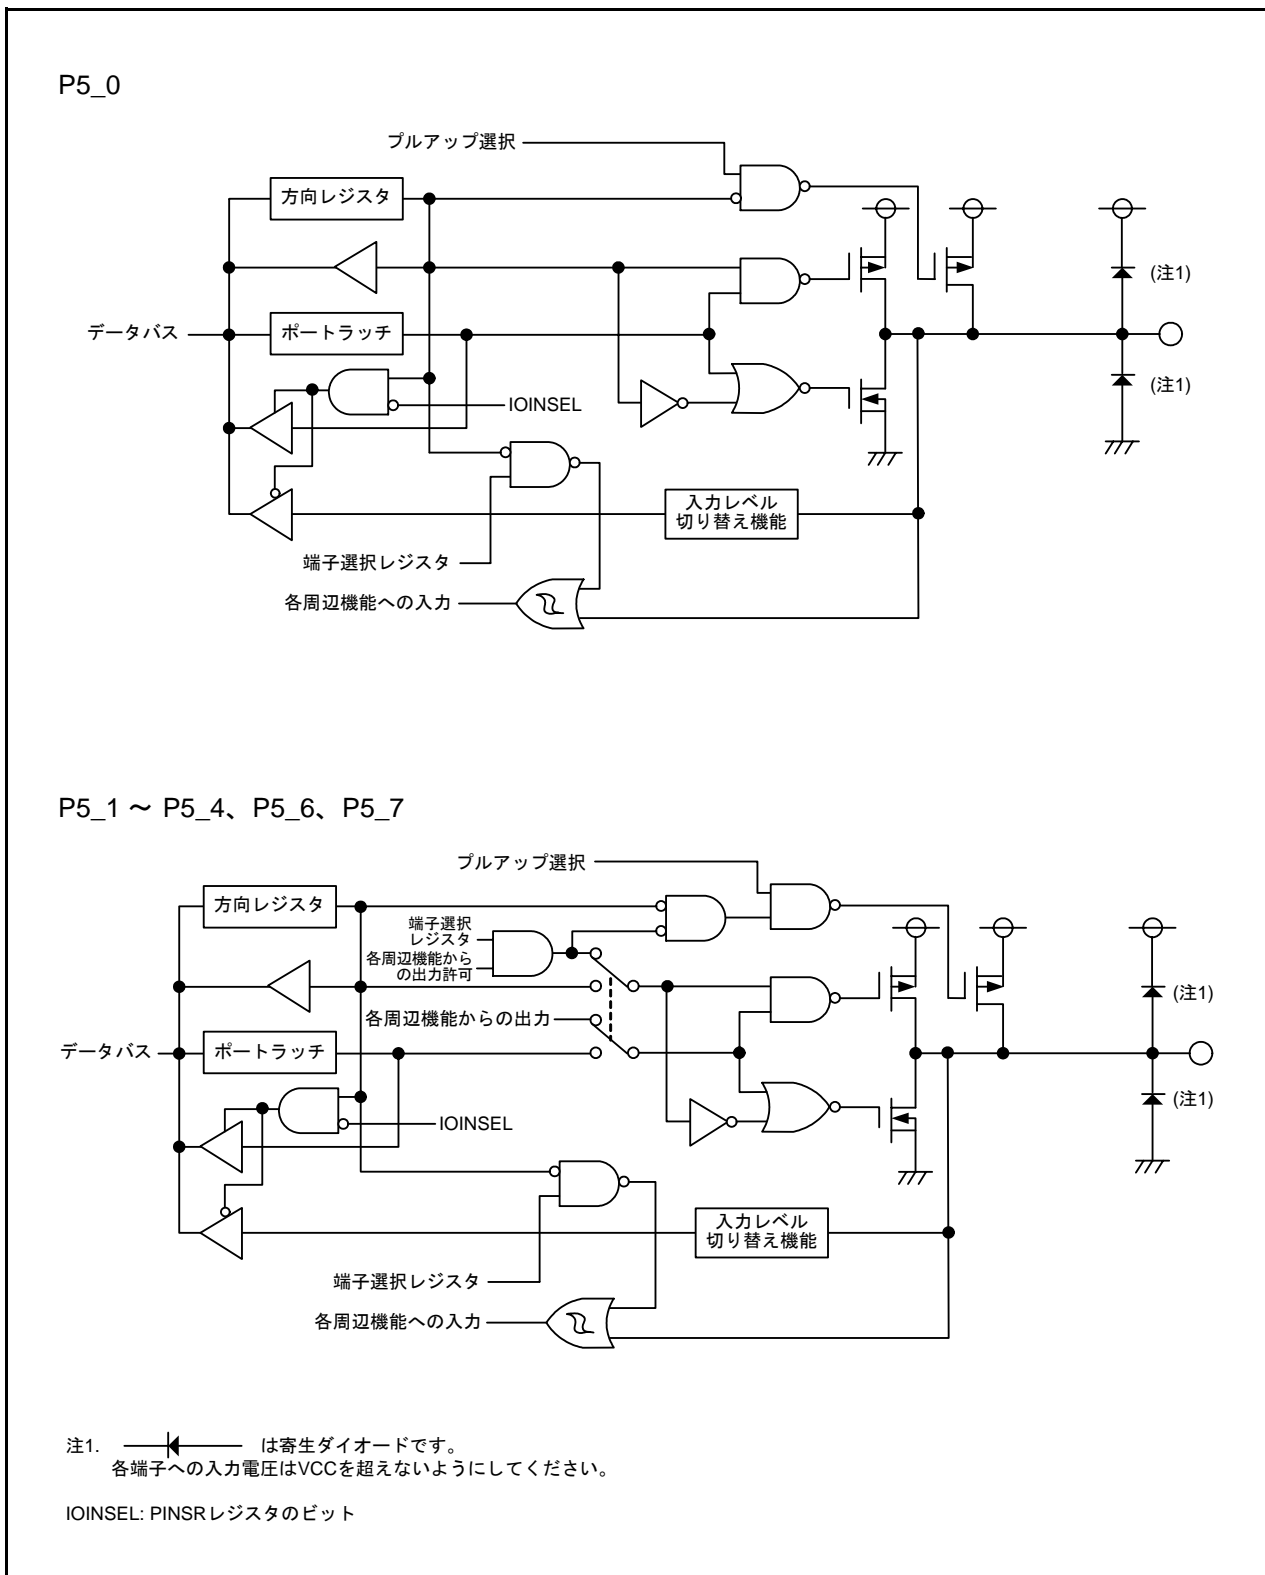 P5_0
プルアップ選択
方向レジスタ
(注1)
データバス
ポートラッチ
(注1)
IOINSEL
入力レベル
切り替え機能
端子選択レジスタ
各周辺機能への入力
P5_1 ～ P5_4、P5_6、P5_7
プルアップ選択
方向レジスタ
端子選択
レジスタ
各周辺機能から
の出力許可
(注1)
各周辺機能からの出力
データバス
ポートラッチ
(注1)
IOINSEL
入力レベル
切り替え機能
端子選択レジスタ
各周辺機能への入力
注1. は寄生ダイオードです。
各端子への入力電圧はVCCを超えないようにしてください。
IOINSEL: PINSRレジスタのビット